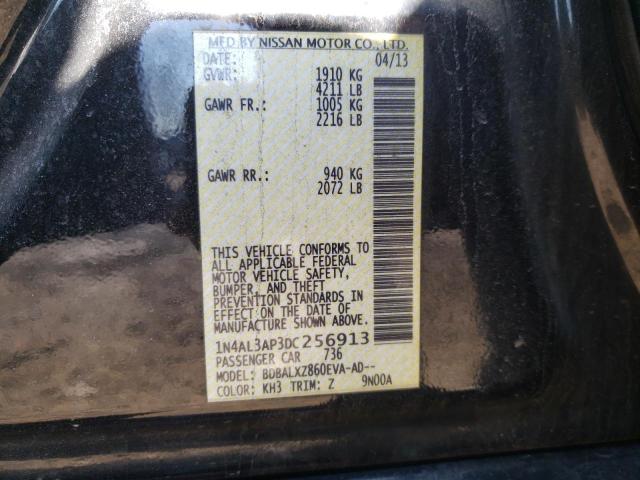 MFD BY NISSAN MOTOR CO., LTD.
DATE: 04/13
GVWR: 1910 KG
4211 LB
GAWR FR.: 1005 KG
2216 LB
GAWR RR.: 940 KG
2072 LB
THIS VEHICLE CONFORMS TO
ALL APPLICABLE FEDERAL
MOTOR VEHICLE SAFETY,
BUMPER, AND THEFT
PREVENTION STANDARDS IN
EFFECT ON THE DATE OF
MANUFACTURE SHOWN ABOVE.
1N4AL3AP3DC256913
PASSENGER CAR 736
MODEL: BDBALXZ860EVA-AD--
COLOR: KH3 TRIM: Z 9N00A